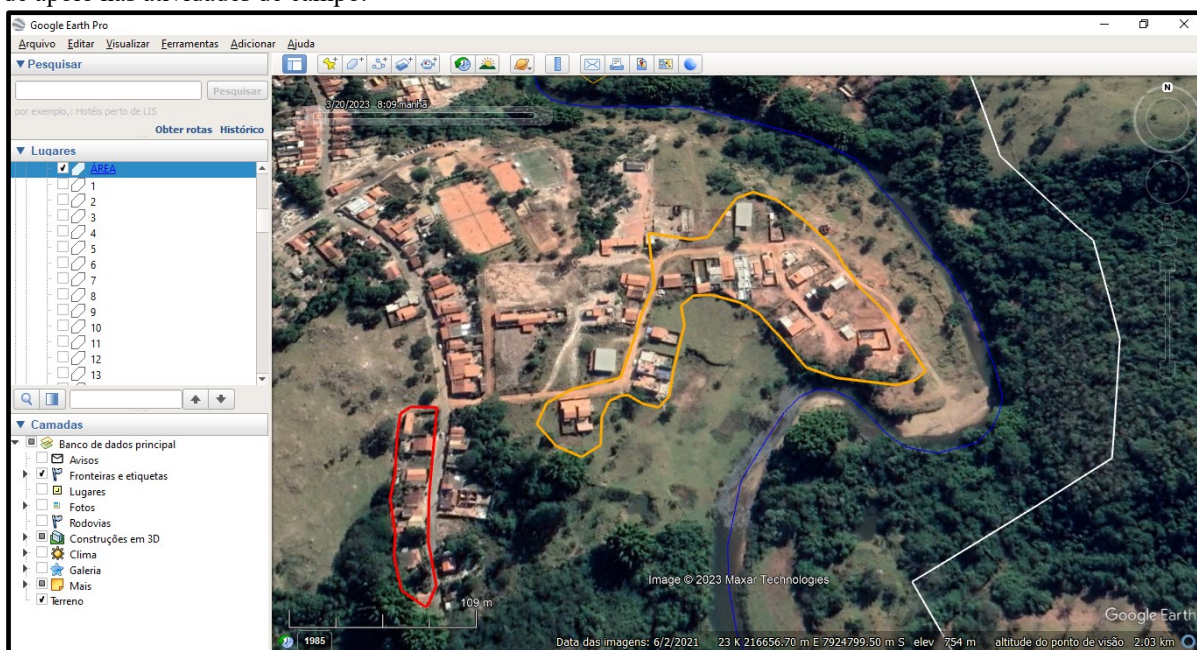 de apoio nas atividades de campo.
Google Earth Pro
Arquivo Editar Visualizar Ferramentas Adicionar Ajuda
Pesquisar
Pesquisar
por exemplo,: Hotéis perto de LIS
Obter rotas Histórico
Lugares
ÁREA
1
2
3
4
5
6
7
8
9
10
11
12
13
Camadas
Banco de dados principal
Avisos
Fronteiras e etiquetas
Lugares
Fotos
Rodovias
Construções em 3D
Clima
Galeria
Mais
Terreno
3/20/2023 8:09 manhã
N
Image © 2023 Maxar Technologies
109 m
Google Earth
1985
Data das imagens: 6/2/2021 23 K 216656.70 m E 7924799.50 m S elev 754 m altitude do ponto de visão 2.03 km